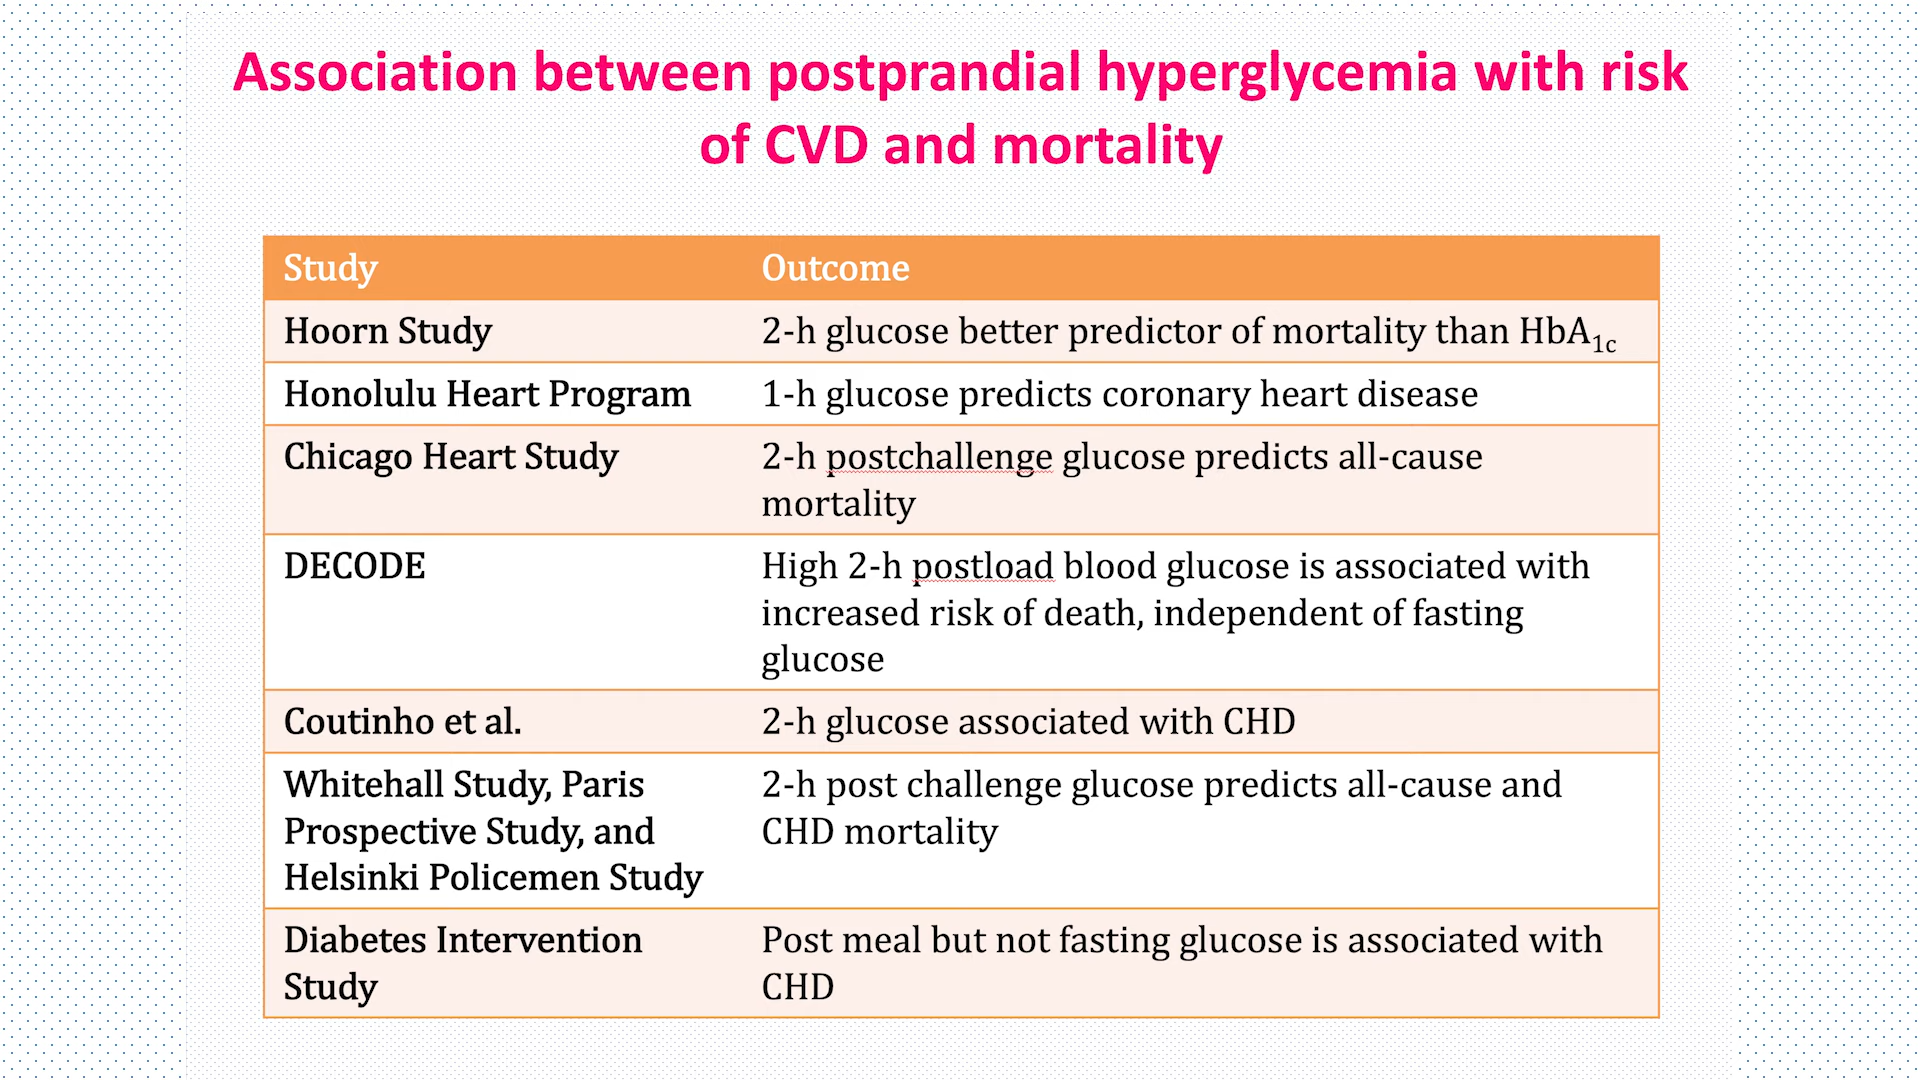 Association between postprandial hyperglycemia with risk
of CVD and mortality
Study
Outcome
Hoorn Study
2-h glucose better predictor of mortality than HbA1c
Honolulu Heart Program
1-h glucose predicts coronary heart disease
Chicago Heart Study
2-h postchallenge glucose predicts all-cause
mortality
DECODE
High 2-h postload blood glucose is associated with
increased risk of death, independent of fasting
glucose
Coutinho et al.
2-h glucose associated with CHD
Whitehall Study, Paris
Prospective Study, and
Helsinki Policemen Study
2-h post challenge glucose predicts all-cause and
CHD mortality
Diabetes Intervention
Study
Post meal but not fasting glucose is associated with
CHD